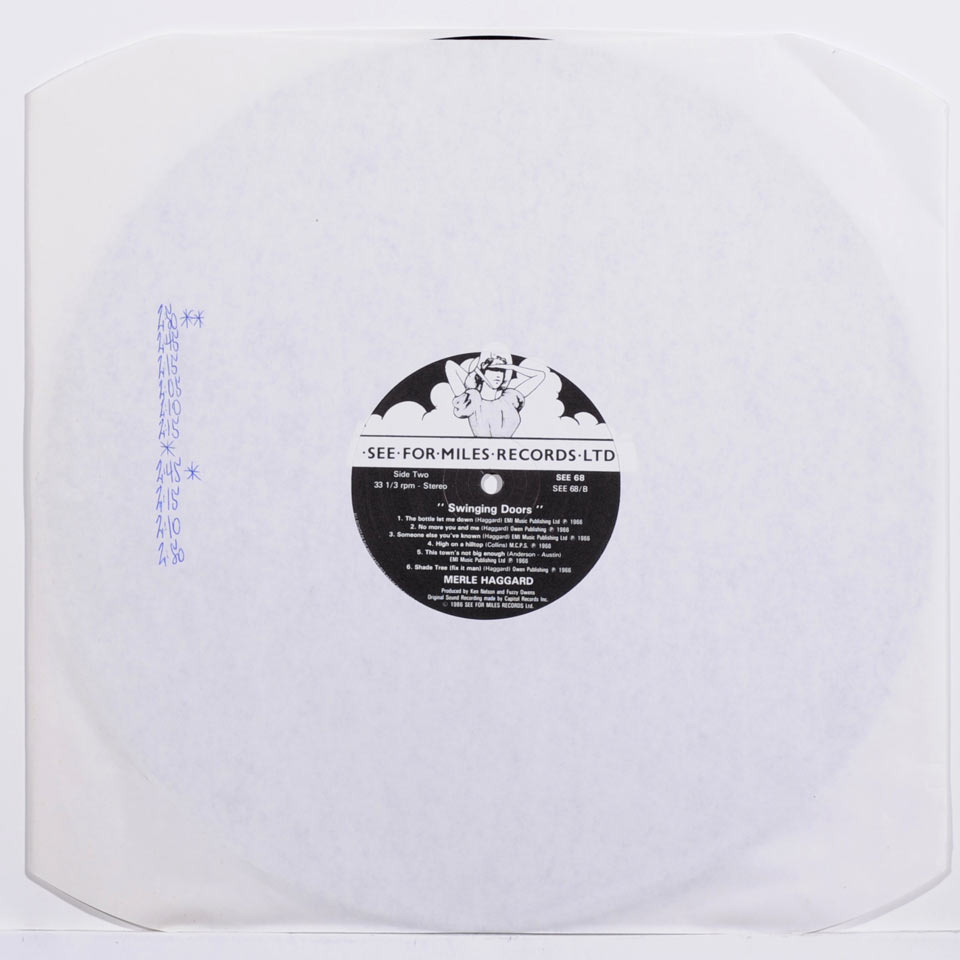 2.50 **
2.45
2.15
2.05
2.10
2.15
*
2.45 *
2.15
2.10
2.50
·SEE·FOR·MILES·RECORDS·LTD
Side Two
33 1/3 rpm - Stereo
SEE 68
SEE 68/B
" Swinging Doors "
1. The bottle let me down (Haggard) EMI Music Publishing Ltd ℗ 1966
2. No more you and me (Haggard) Owen Publishing ℗ 1966
3. Someone else you've known (Haggard) EMI Music Publishing Ltd ℗ 1966
4. High on a hilltop (Collins) M.C.P.S. ℗ 1966
5. This town's not big enough (Anderson - Austin)
EMI Music Publishing Ltd ℗ 1966
6. Shade Tree (fix it man) (Haggard) Owen Publishing ℗ 1966
MERLE HAGGARD
Produced by Ken Nelson and Fuzzy Owens
Original Sound Recording made by Capitol Records Inc.
© 1986 SEE FOR MILES RECORDS Ltd.